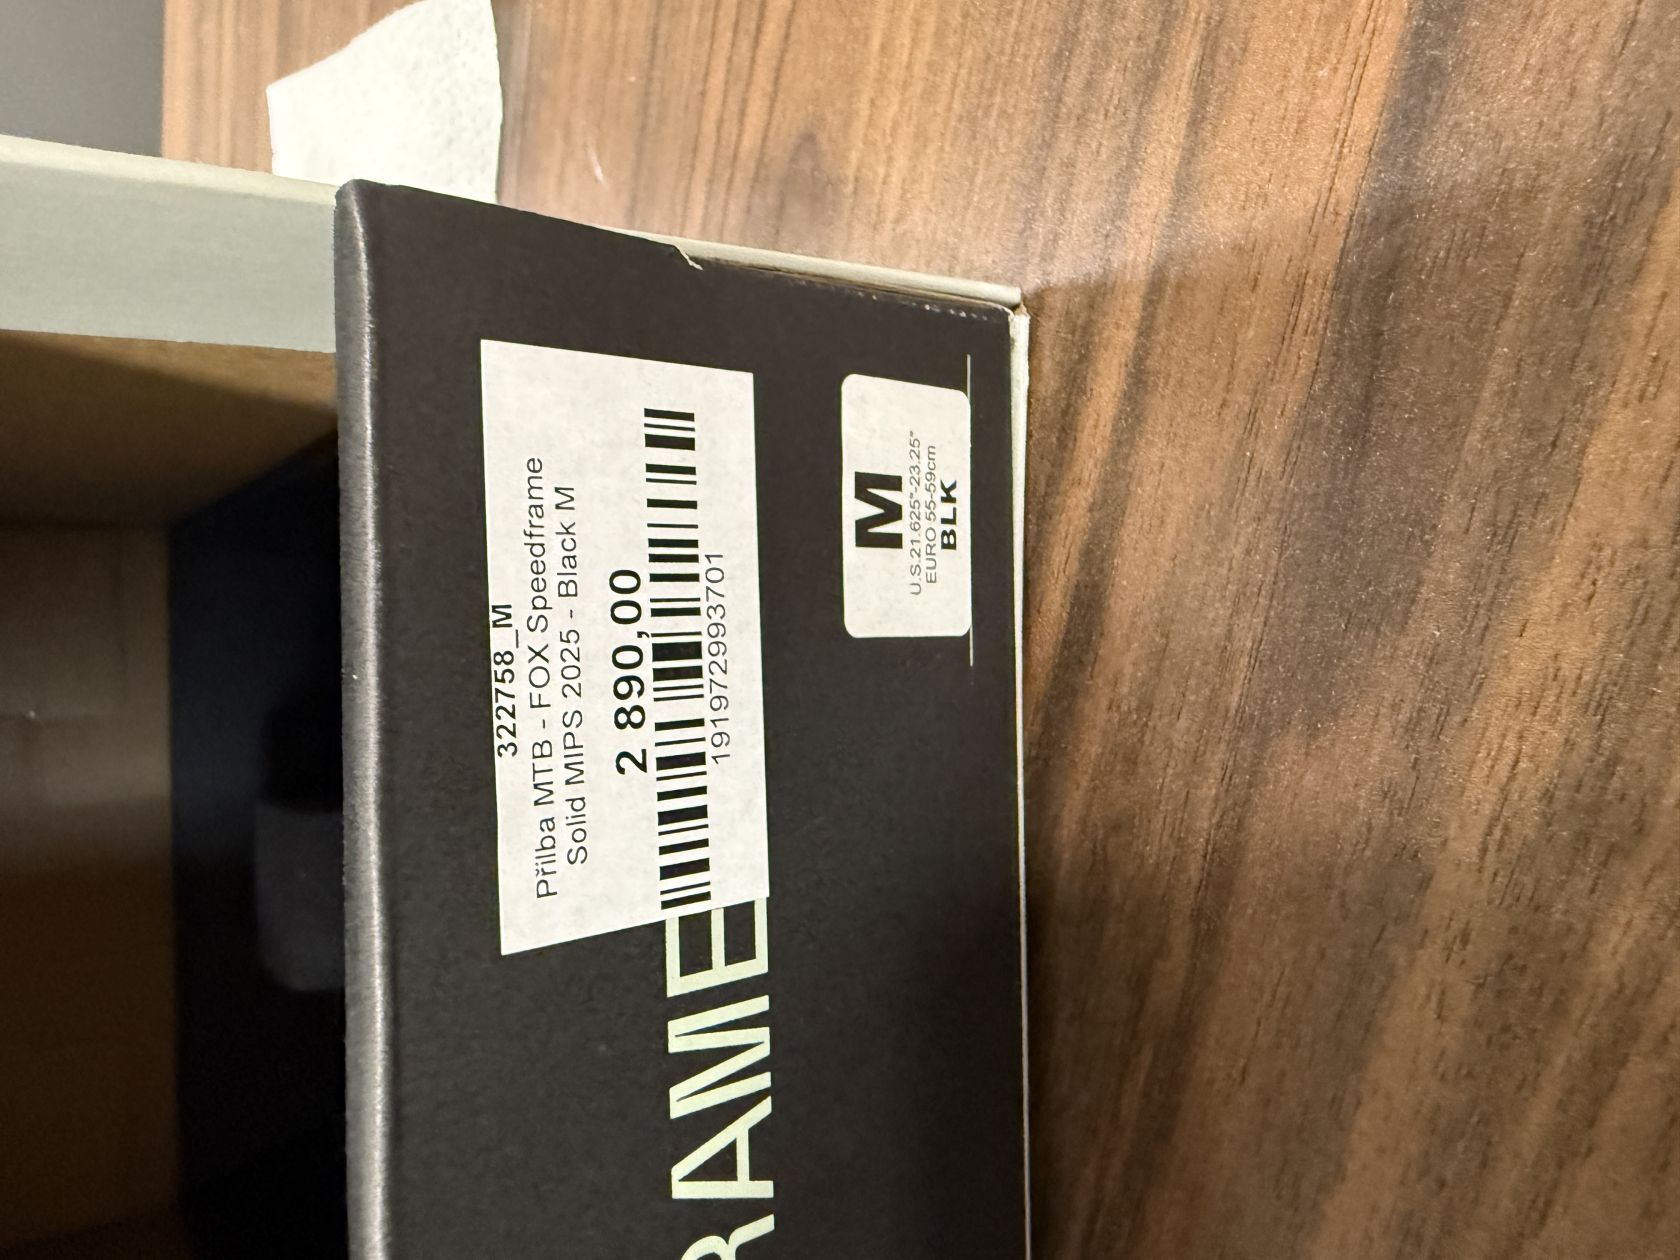 322758_M
Přilba MTB - FOX Speedframe
Solid MIPS 2025 - Black M
2 890,00
191972993701
RAME
M
U.S.21.625"-23.25"
EURO 55-59cm
BLK